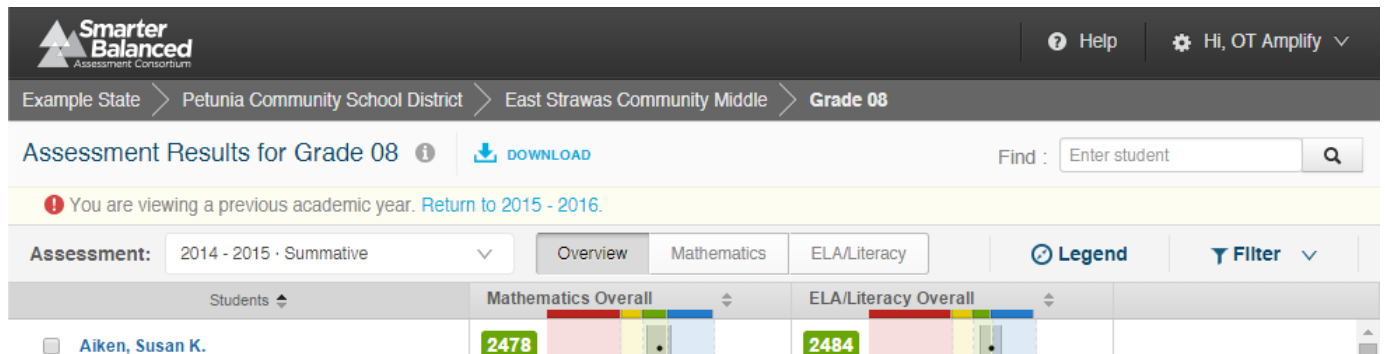 Smarter
Balanced
Assessment Consortium
Help
Hi, OT Amplify
Example State
Petunia Community School District
East Strawas Community Middle
Grade 08
Assessment Results for Grade 08
DOWNLOAD
Find :
Enter student
You are viewing a previous academic year. Return to 2015 - 2016.
Assessment:
2014 - 2015 · Summative
Overview
Mathematics
ELA/Literacy
Legend
Filter
Students
Mathematics Overall
ELA/Literacy Overall
Aiken, Susan K.
2478
2484